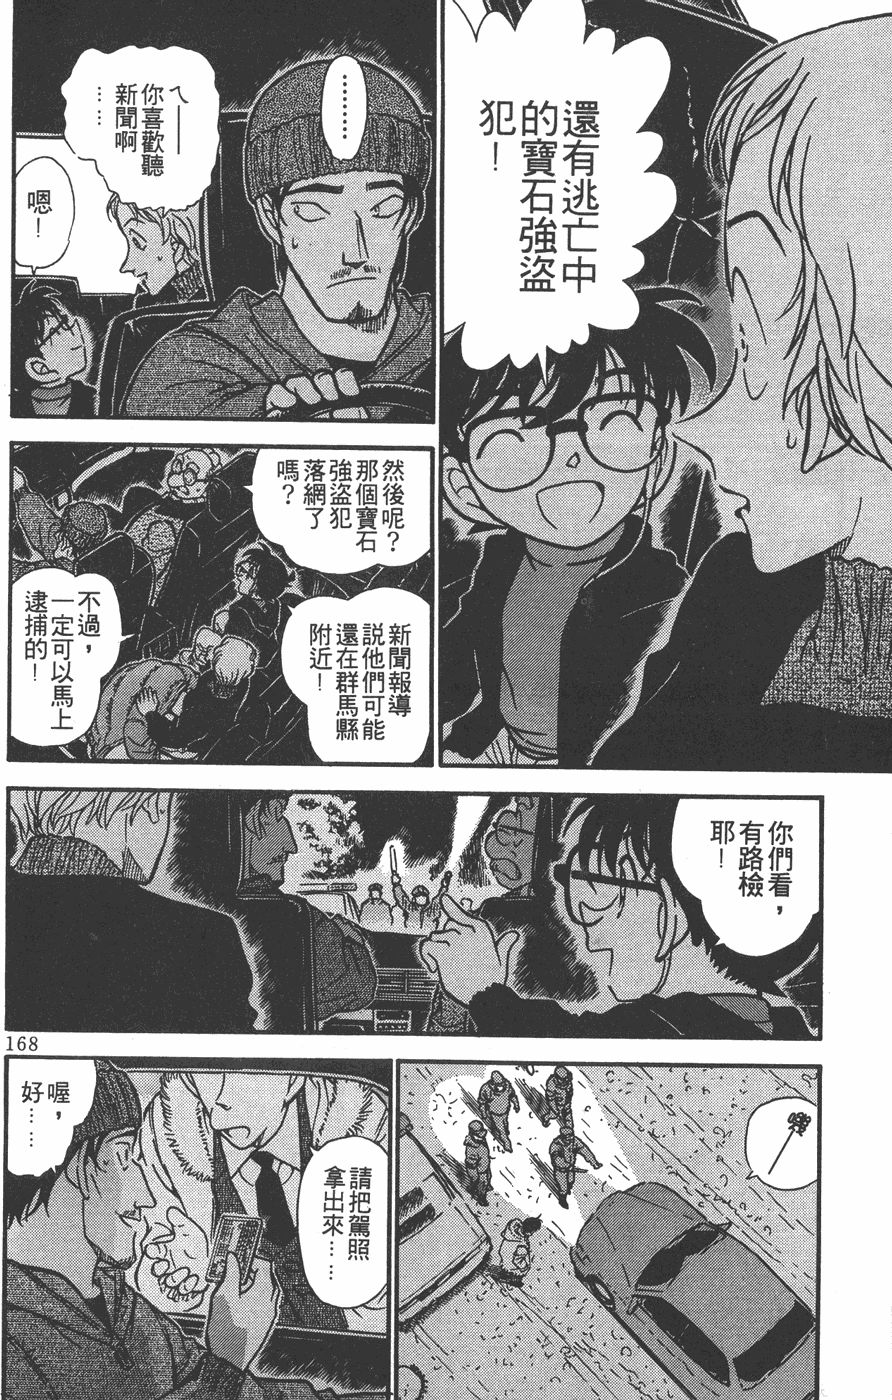 還有逃亡中
的寶石強盜
犯！
⋯⋯
ㄟ——
你喜歡聽
新聞啊
⋯⋯
嗯！
然後呢？
那個寶石
強盜犯
落網了
嗎？
新聞報導
說他們可能
還在群馬縣
附近！
不過，
一定可以馬上
逮捕的！
你們看，
有路檢
耶！
嘰——
請把駕照
拿出來⋯⋯
喔，
好⋯⋯
168